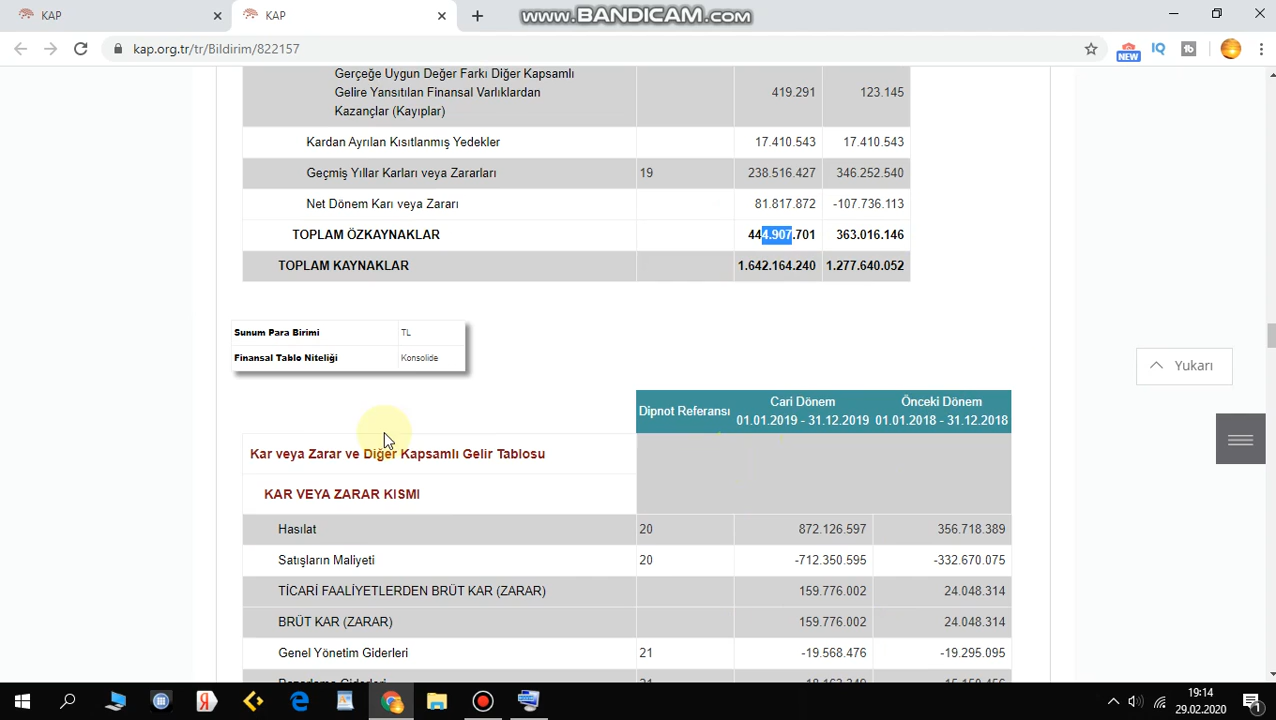 KAP
KAP
www.BANDICAM.com
kap.org.tr/tr/Bildirim/822157
NEW
IQ
Gerçeğe Uygun Değer Farkı Diğer Kapsamlı
Gelire Yansıtılan Finansal Varlıklardan
Kazançlar (Kayıplar)
419.291 123.145
Kardan Ayrılan Kısıtlanmış Yedekler 17.410.543 17.410.543
Geçmiş Yıllar Karları veya Zararları 19 238.516.427 346.252.540
Net Dönem Karı veya Zararı 81.817.872 -107.736.113
TOPLAM ÖZKAYNAKLAR 444.907.701 363.016.146
TOPLAM KAYNAKLAR 1.642.164.240 1.277.640.052
Sunum Para Birimi TL
Finansal Tablo Niteliği Konsolide
Yukarı
Dipnot Referansı
Cari Dönem
01.01.2019 - 31.12.2019
Önceki Dönem
01.01.2018 - 31.12.2018
Kar veya Zarar ve Diğer Kapsamlı Gelir Tablosu
KAR VEYA ZARAR KISMI
Hasılat 20 872.126.597 356.718.389
Satışların Maliyeti 20 -712.350.595 -332.670.075
TİCARİ FAALİYETLERDEN BRÜT KAR (ZARAR) 159.776.002 24.048.314
BRÜT KAR (ZARAR) 159.776.002 24.048.314
Genel Yönetim Giderleri 21 -19.568.476 -19.295.095
19:14
29.02.2020